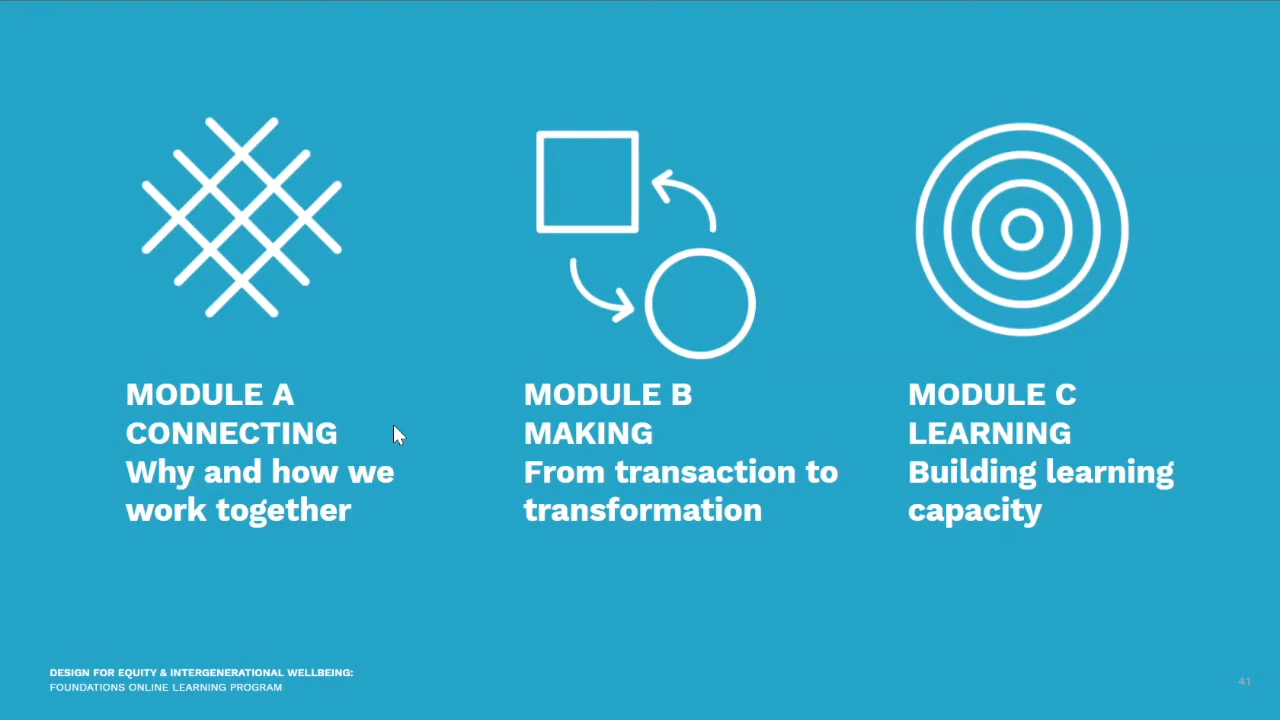 MODULE A
CONNECTING
Why and how we
work together
MODULE B
MAKING
From transaction to
transformation
MODULE C
LEARNING
Building learning
capacity
DESIGN FOR EQUITY & INTERGENERATIONAL WELLBEING:
FOUNDATIONS ONLINE LEARNING PROGRAM
41